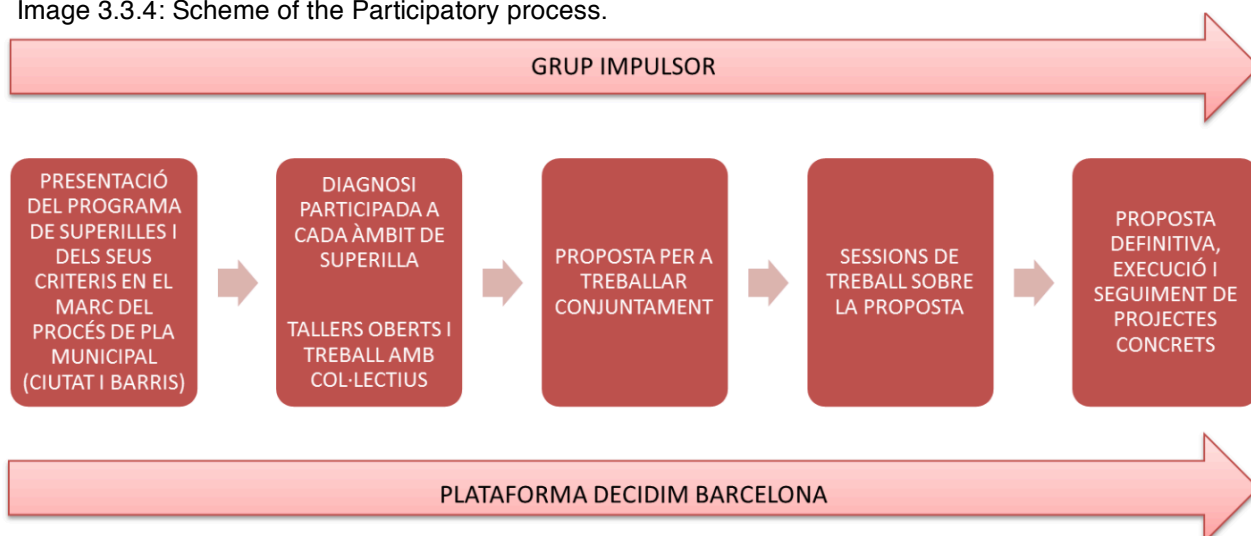 Image 3.3.4: Scheme of the Participatory process.
GRUP IMPULSOR
PRESENTACIÓ
DEL PROGRAMA
DE SUPERILLES I
DELS SEUS
CRITERIS EN EL
MARC DEL
PROCÉS DE PLA
MUNICIPAL
(CIUTAT I BARRIS)
DIAGNOSI
PARTICIPADA A
CADA ÀMBIT DE
SUPERILLA
TALLERS OBERTS I
TREBALL AMB
COL·LECTIUS
PROPOSTA PER A
TREBALLAR
CONJUNTAMENT
SESSIONS DE
TREBALL SOBRE
LA PROPOSTA
PROPOSTA
DEFINITIVA,
EXECUCIÓ I
SEGUIMENT DE
PROJECTES
CONCRETS
PLATAFORMA DECIDIM BARCELONA